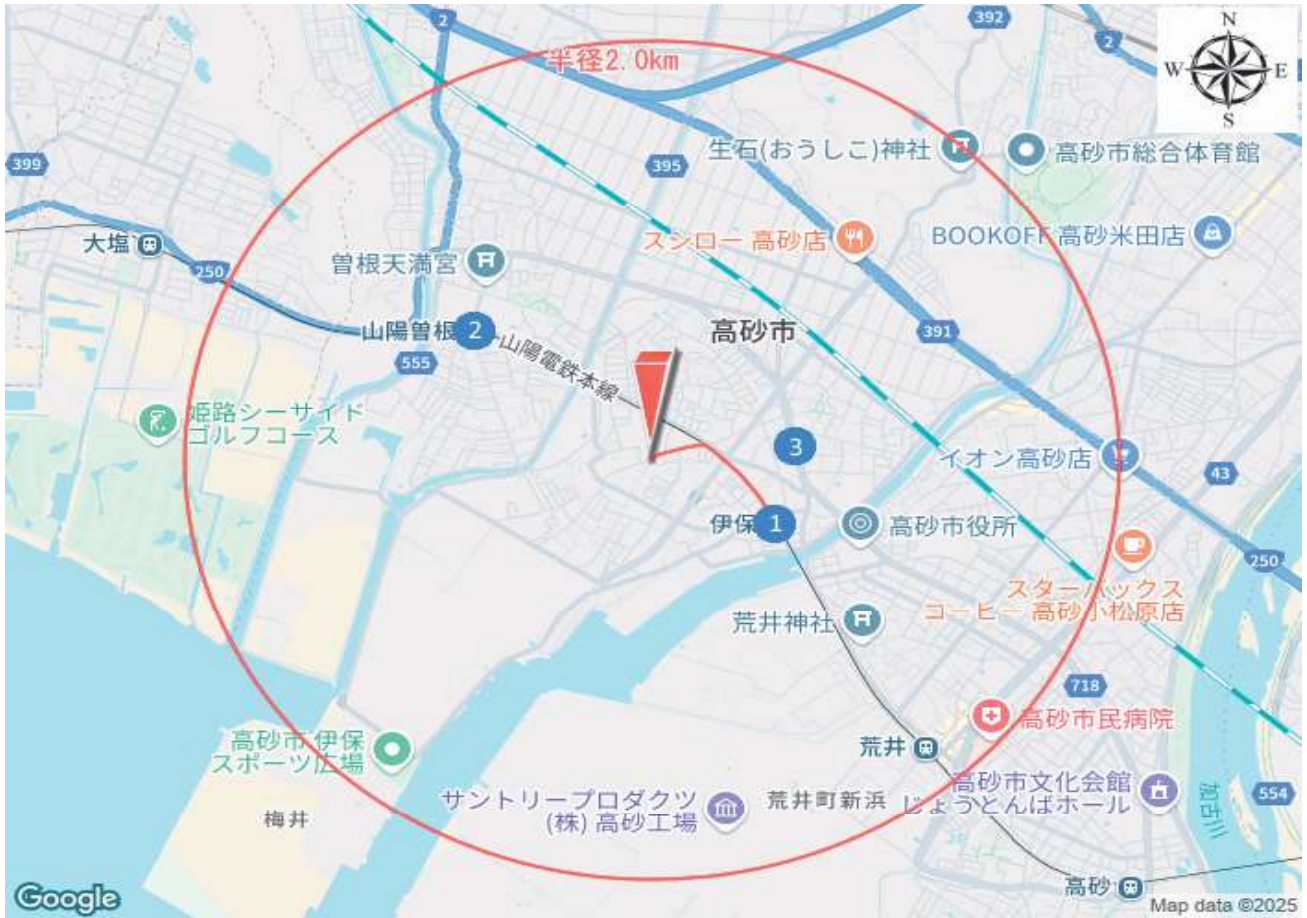 392
N
2
2
W
E
半径2.0km
S
生石(おうしこ)神社
高砂市総合体育館
399
395
大塩
スシロー 高砂店
BOOKOFF 高砂米田店
曽根天満宮
250
山陽曽根
2
高砂市
391
山陽電鉄本線
555
姫路シーサイド
ゴルフコース
3
イオン高砂店
43
伊保
1
高砂市役所
250
スターバックス
コーヒー 高砂小松原店
荒井神社
718
高砂市民病院
荒井
高砂市 伊保
スポーツ広場
高砂市文化会館
じょうとんばホール
554
サントリープロダクツ
(株) 高砂工場
荒井町新浜
梅井
加古川
高砂
Google
Map data ©2025